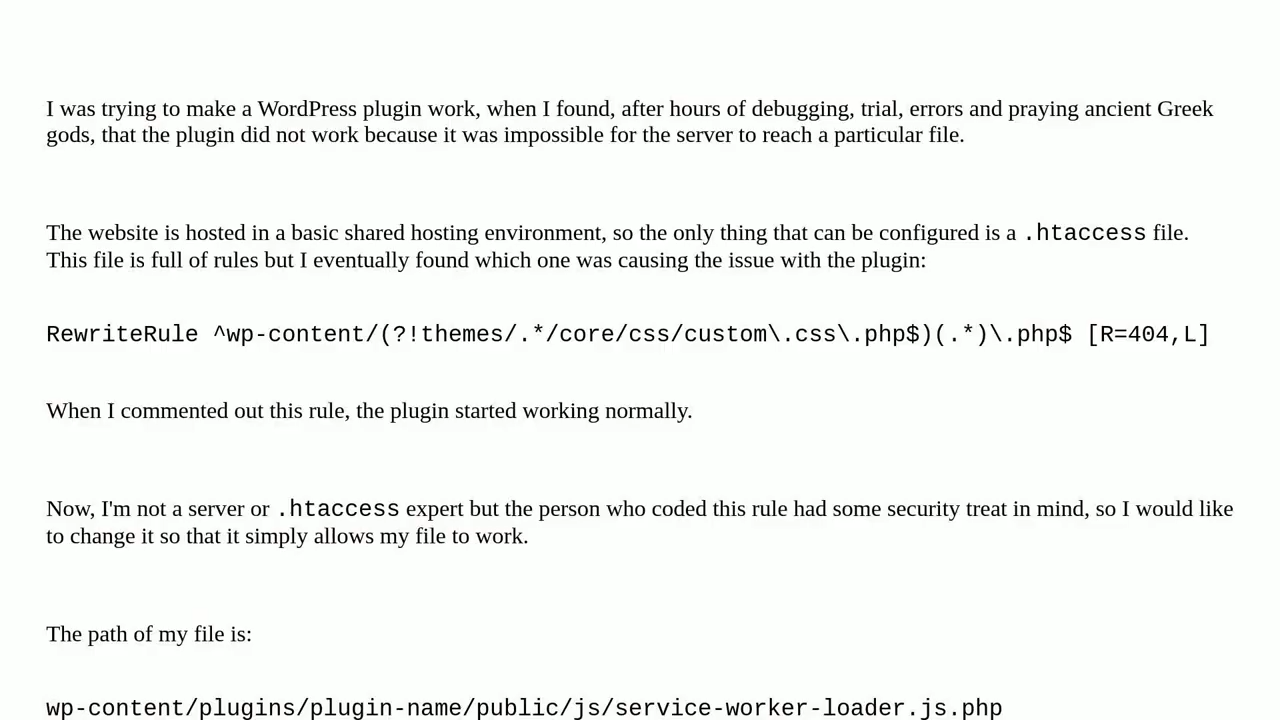 I was trying to make a WordPress plugin work, when I found, after hours of debugging, trial, errors and praying ancient Greek
gods, that the plugin did not work because it was impossible for the server to reach a particular file.
The website is hosted in a basic shared hosting environment, so the only thing that can be configured is a .htaccess file.
This file is full of rules but I eventually found which one was causing the issue with the plugin:
RewriteRule ^wp-content/(?!themes/.*/core/css/custom\.css\.php$)(.*)\.php$ [R=404,L]
When I commented out this rule, the plugin started working normally.
Now, I'm not a server or .htaccess expert but the person who coded this rule had some security treat in mind, so I would like
to change it so that it simply allows my file to work.
The path of my file is:
wp-content/plugins/plugin-name/public/js/service-worker-loader.js.php